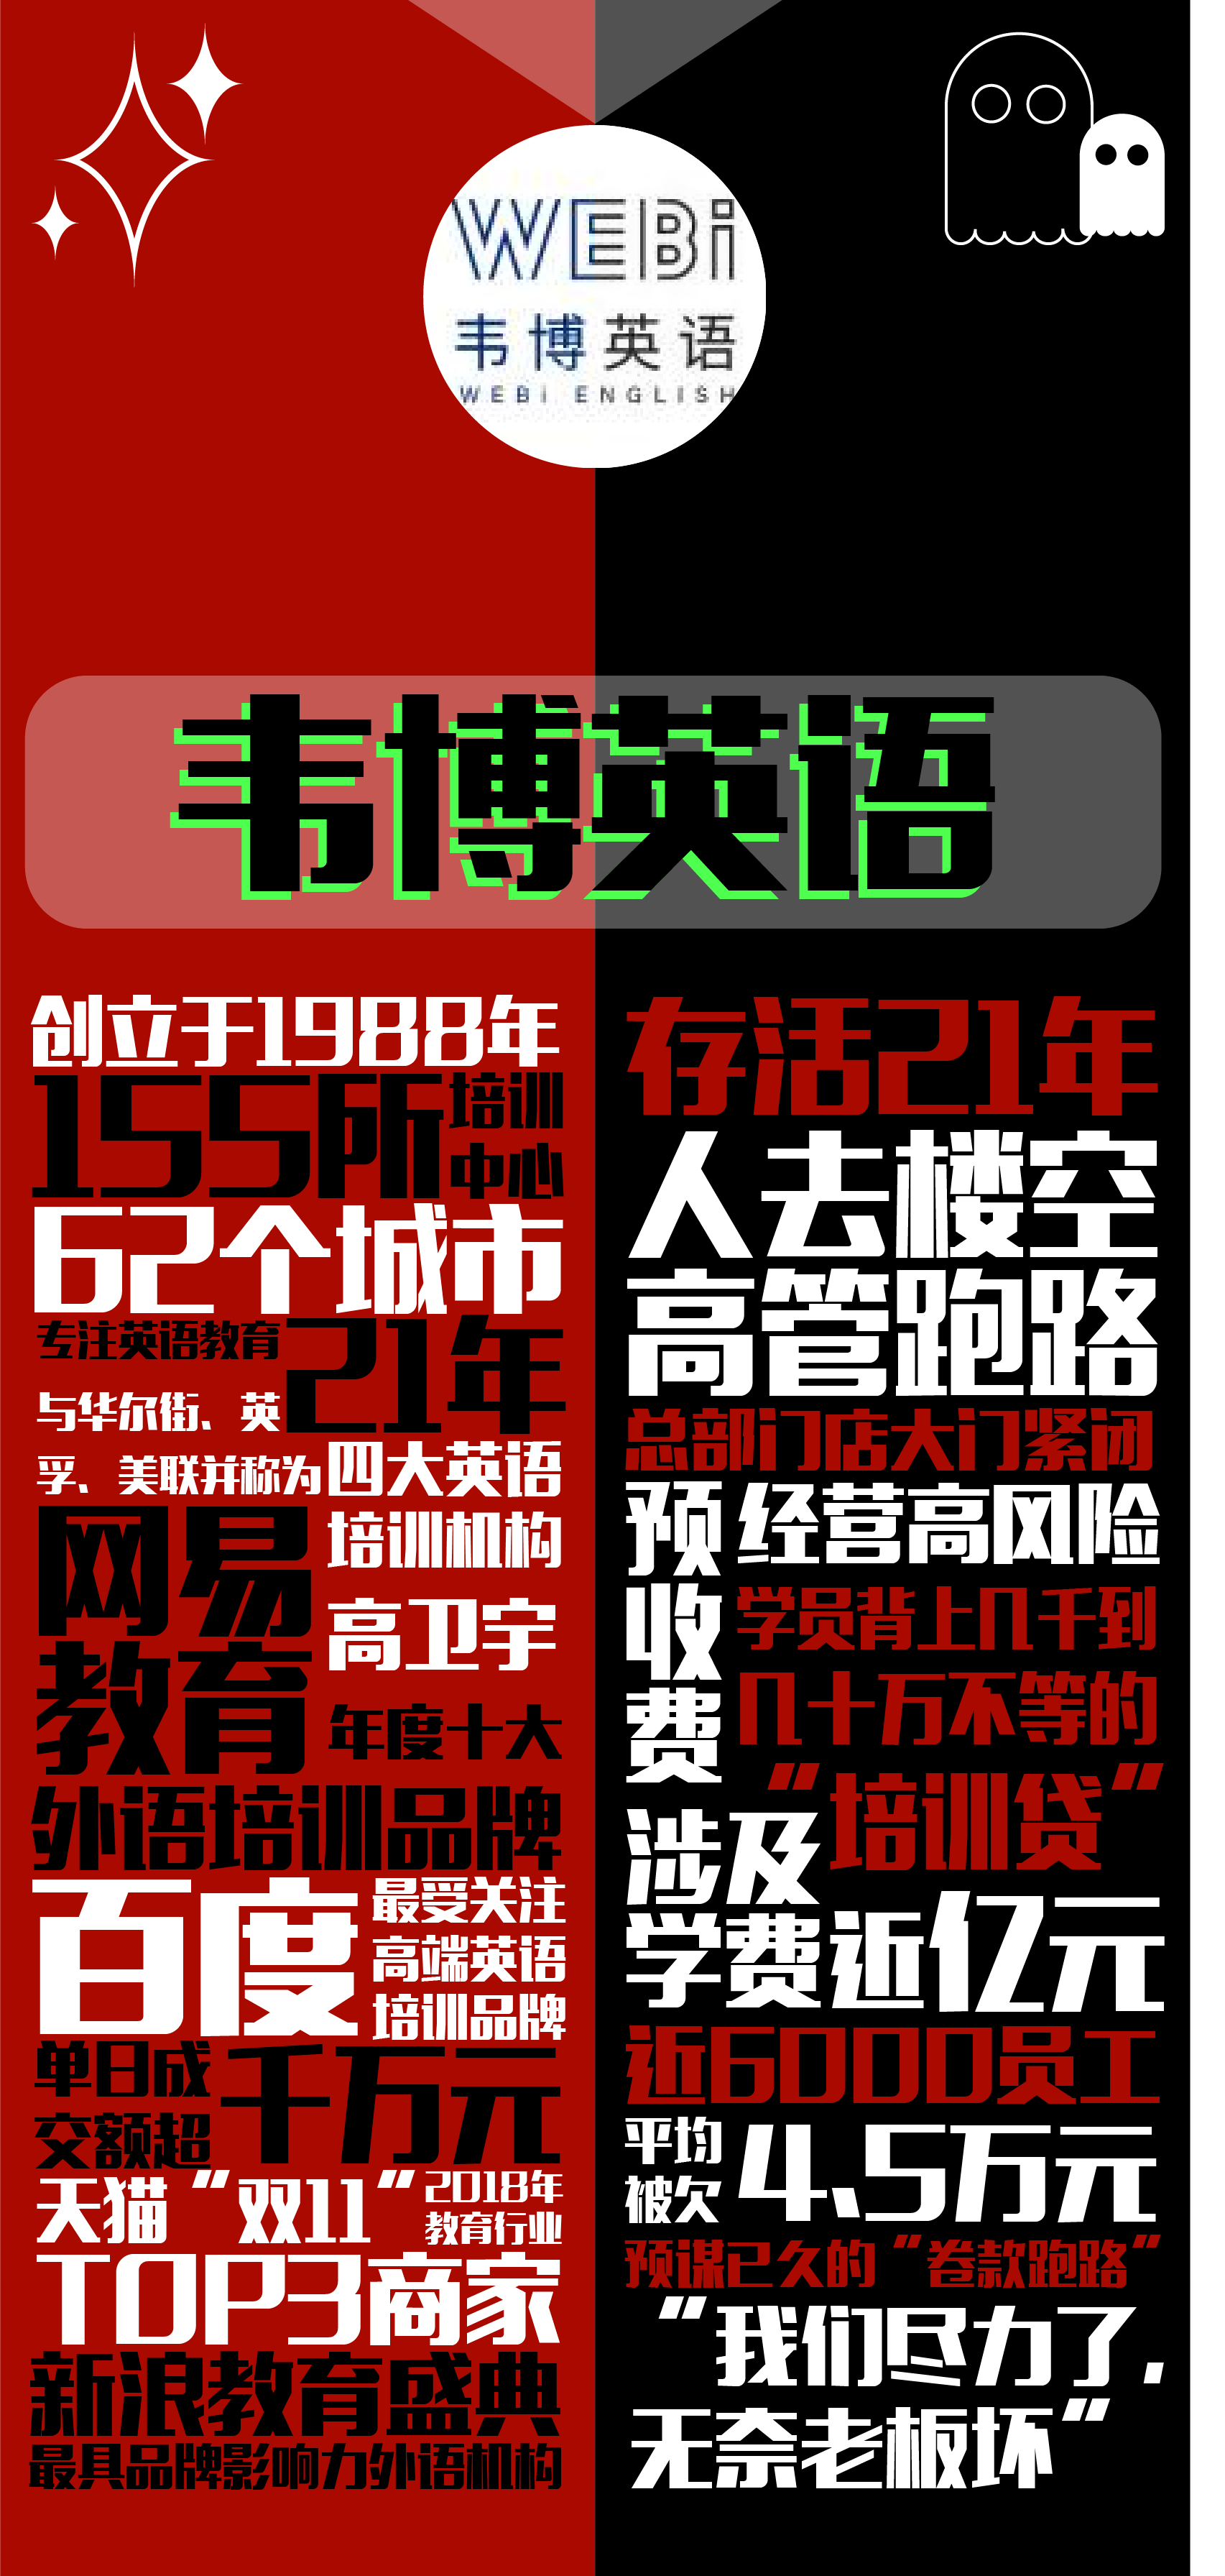 WEBi
韦博英语
WEBi ENGLISH
韦博英语
创立于1988年
155所培训中心
62个城市
专注英语教育21年
与华尔街、英
孚、美联并称为四大英语
培训机构
网易教育
高卫宇
年度十大
外语培训品牌
百度最受关注
高端英语
培训品牌
单日成交额超千万元
天猫“双11”2018年教育行业
TOP3商家
新浪教育盛典
最具品牌影响力外语机构
存活21年
人去楼空
高管跑路
总部门店大门紧闭
预收费
经营高风险
学员背上几千到
几十万不等的
“培训贷”
涉及
学费近亿元
近6000员工
平均被欠4、5万元
预谋已久的“卷款跑路”
“我们尽力了，
无奈老板坏”